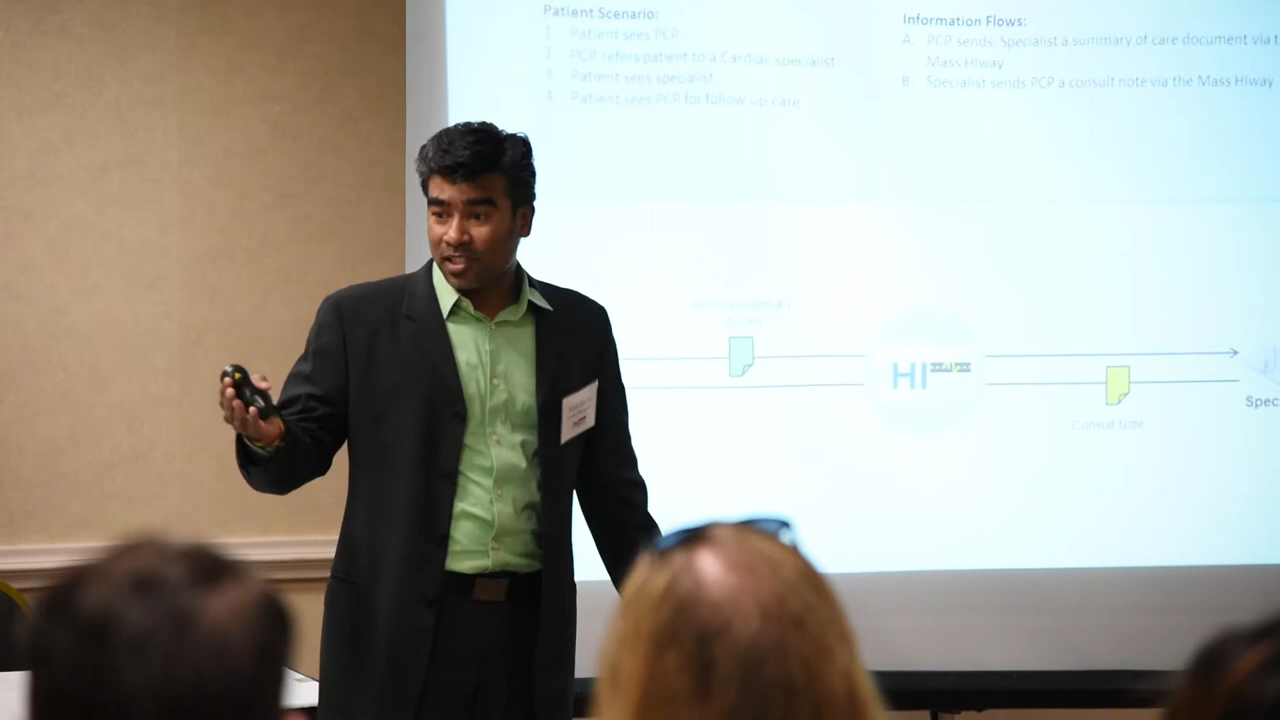 Patient Scenario:
1. Patient sees PCP
2. PCP refers patient to a Cardiac specialist
3. Patient sees specialist
4. Patient sees PCP for follow up care
Information Flows:
A. PCP sends Specialist a summary of care document via
Mass HIway
B. Specialist sends PCP a consult note via the Mass HIway
HI
Spec
Consult Note